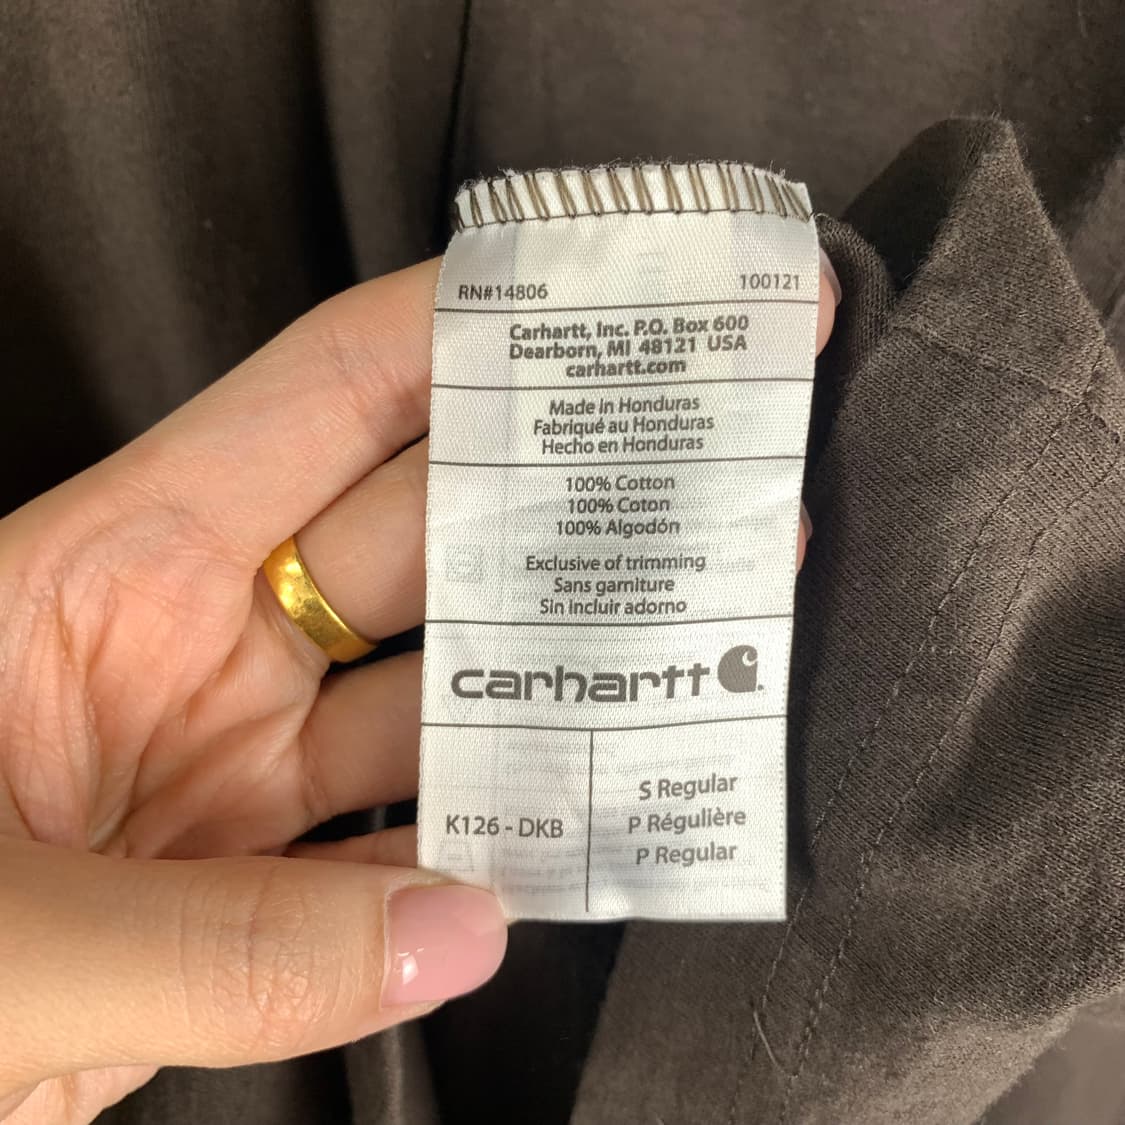 RN#14806 100121
Carhartt, Inc. P.O. Box 600
Dearborn, MI 48121 USA
carhartt.com
Made in Honduras
Fabriqué au Honduras
Hecho en Honduras
100% Cotton
100% Coton
100% Algodón
Exclusive of trimming
Sans garniture
Sin incluir adorno
carhartt
K126 - DKB
S Regular
P Régulière
P Regular